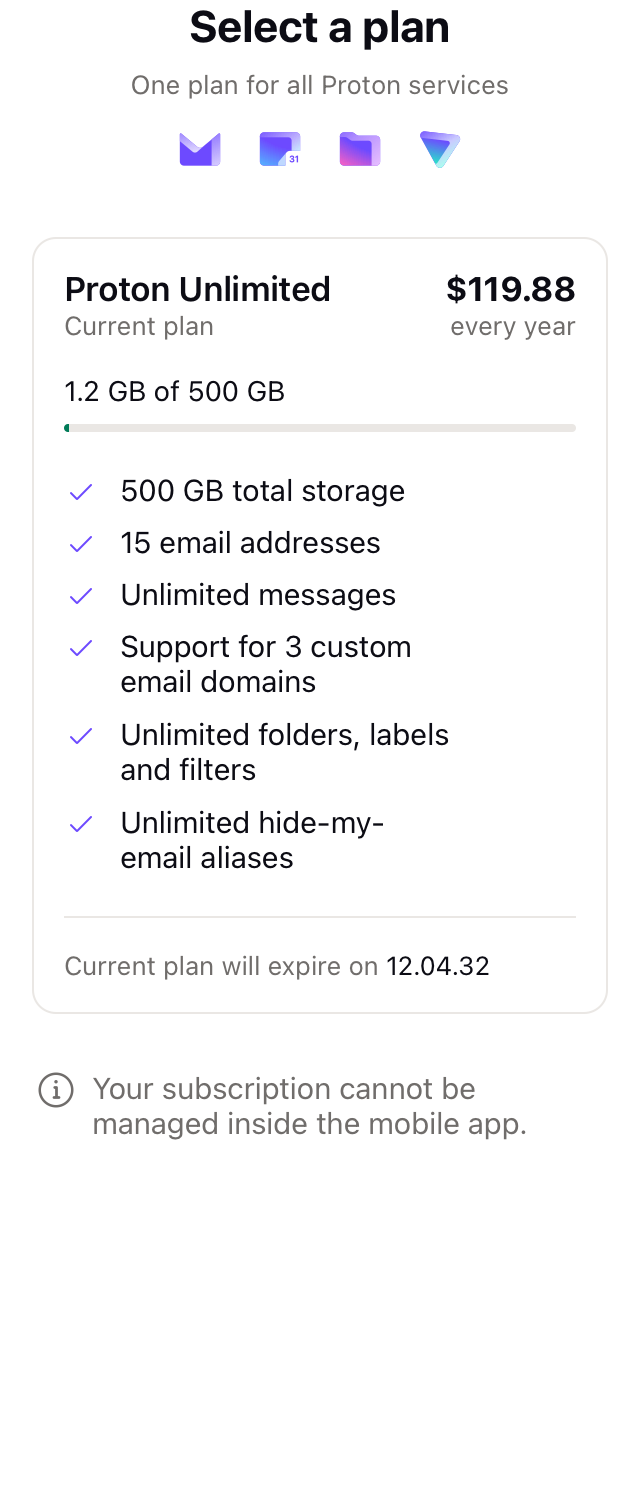 Select a plan
One plan for all Proton services
31
Proton Unlimited
$119.88
Current plan
every year
1.2 GB of 500 GB
500 GB total storage
15 email addresses
Unlimited messages
Support for 3 custom
email domains
Unlimited folders, labels
and filters
Unlimited hide-my-
email aliases
Current plan will expire on 12.04.32
Your subscription cannot be
managed inside the mobile app.